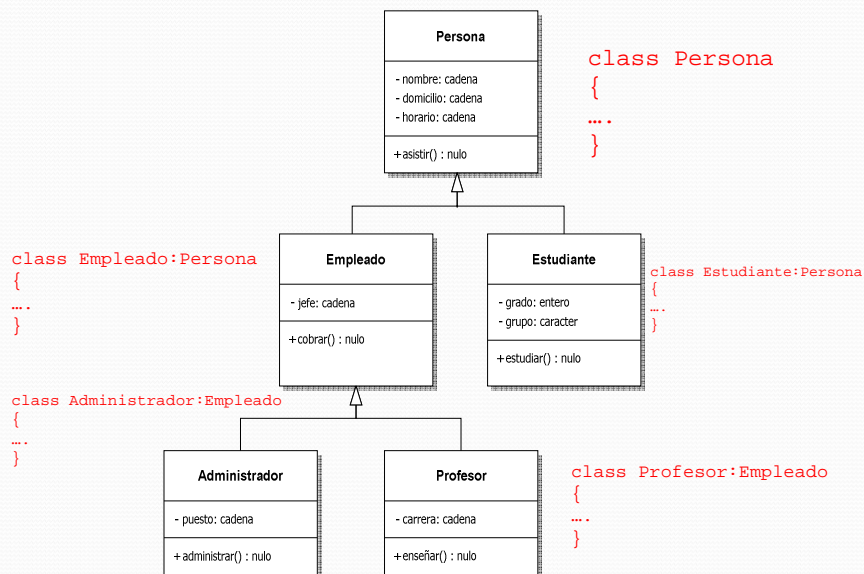 Persona
- nombre: cadena
- domicilio: cadena
- horario: cadena
+asistir() : nulo
class Persona
{
….
}
class Empleado:Persona
{
….
}
Empleado
- jefe: cadena
+cobrar() : nulo
Estudiante
- grado: entero
- grupo: caracter
+estudiar() : nulo
class Estudiante:Persona
{
….
}
class Administrador:Empleado
{
….
}
Administrador
- puesto: cadena
+administrar() : nulo
Profesor
- carrera: cadena
+enseñar() : nulo
class Profesor:Empleado
{
….
}